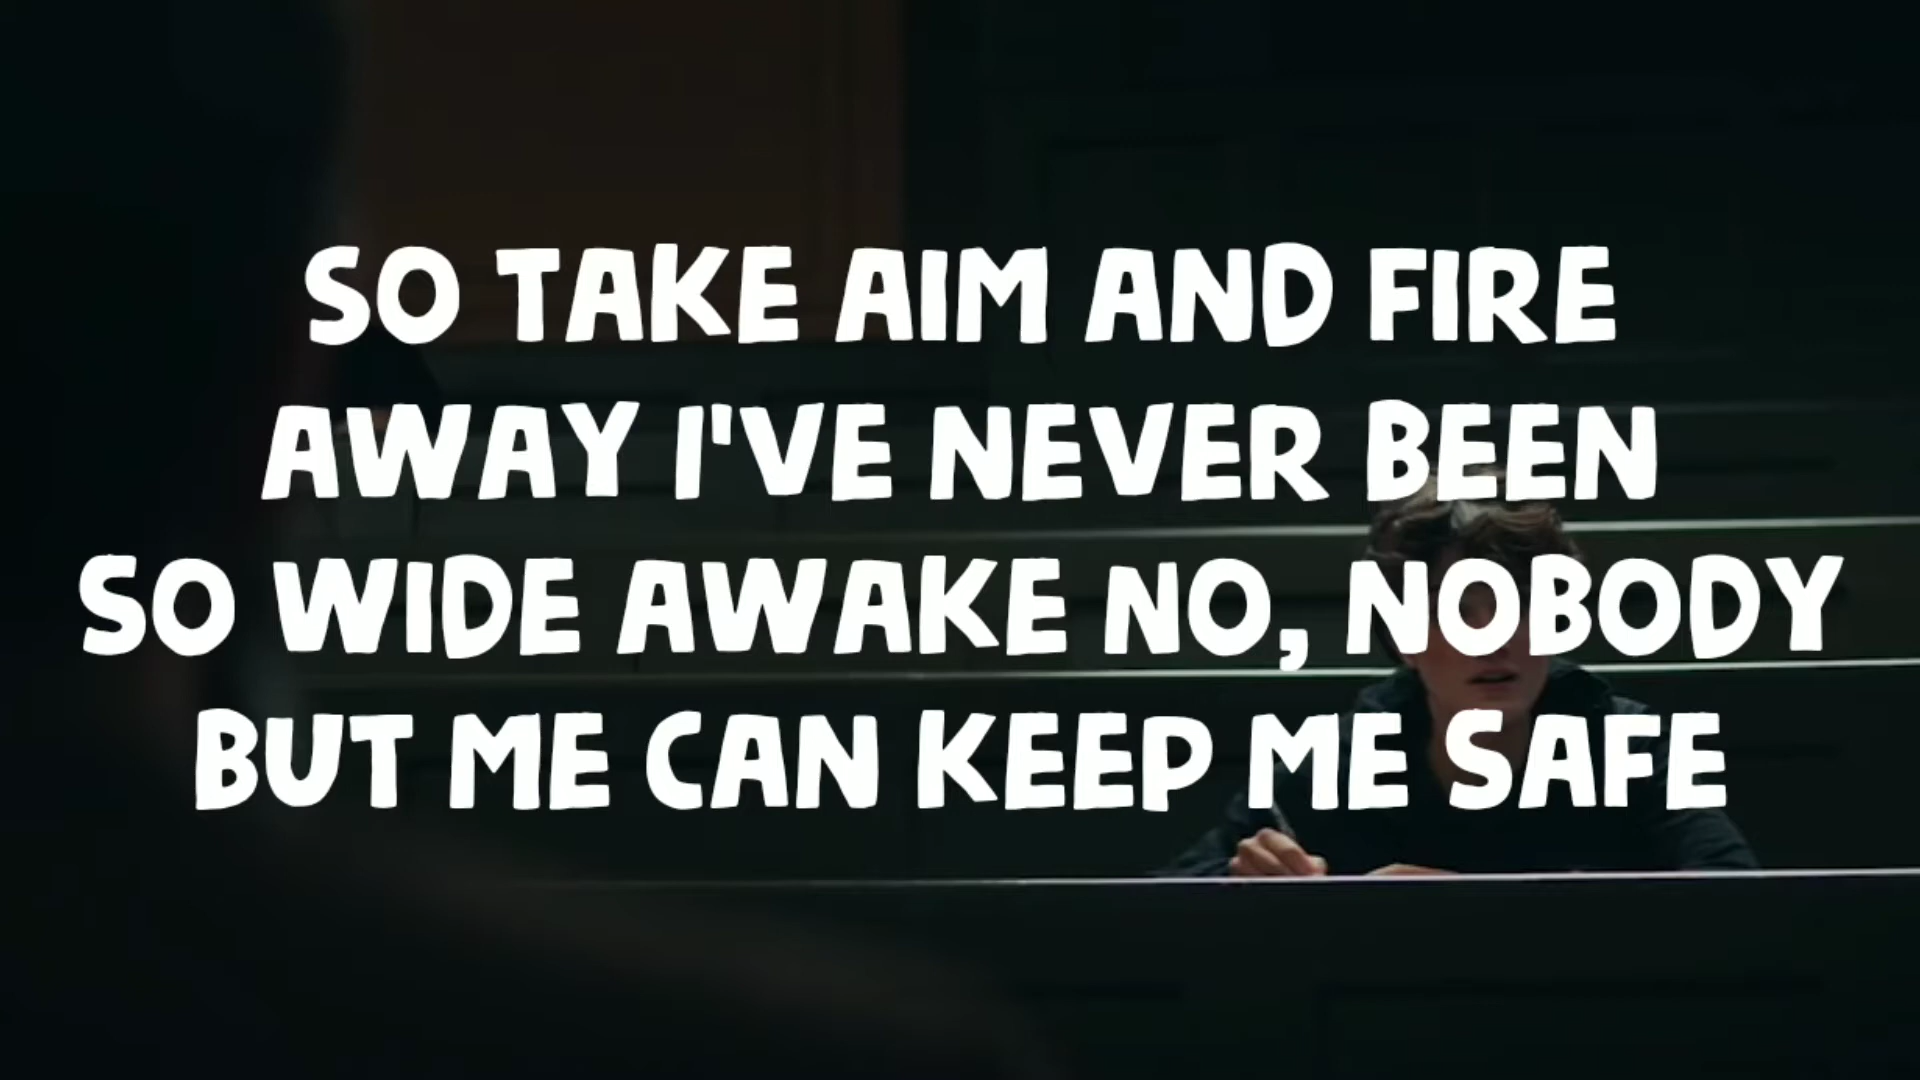 SO TAKE AIM AND FIRE
AWAY I'VE NEVER BEEN
SO WIDE AWAKE NO, NOBODY
BUT ME CAN KEEP ME SAFE